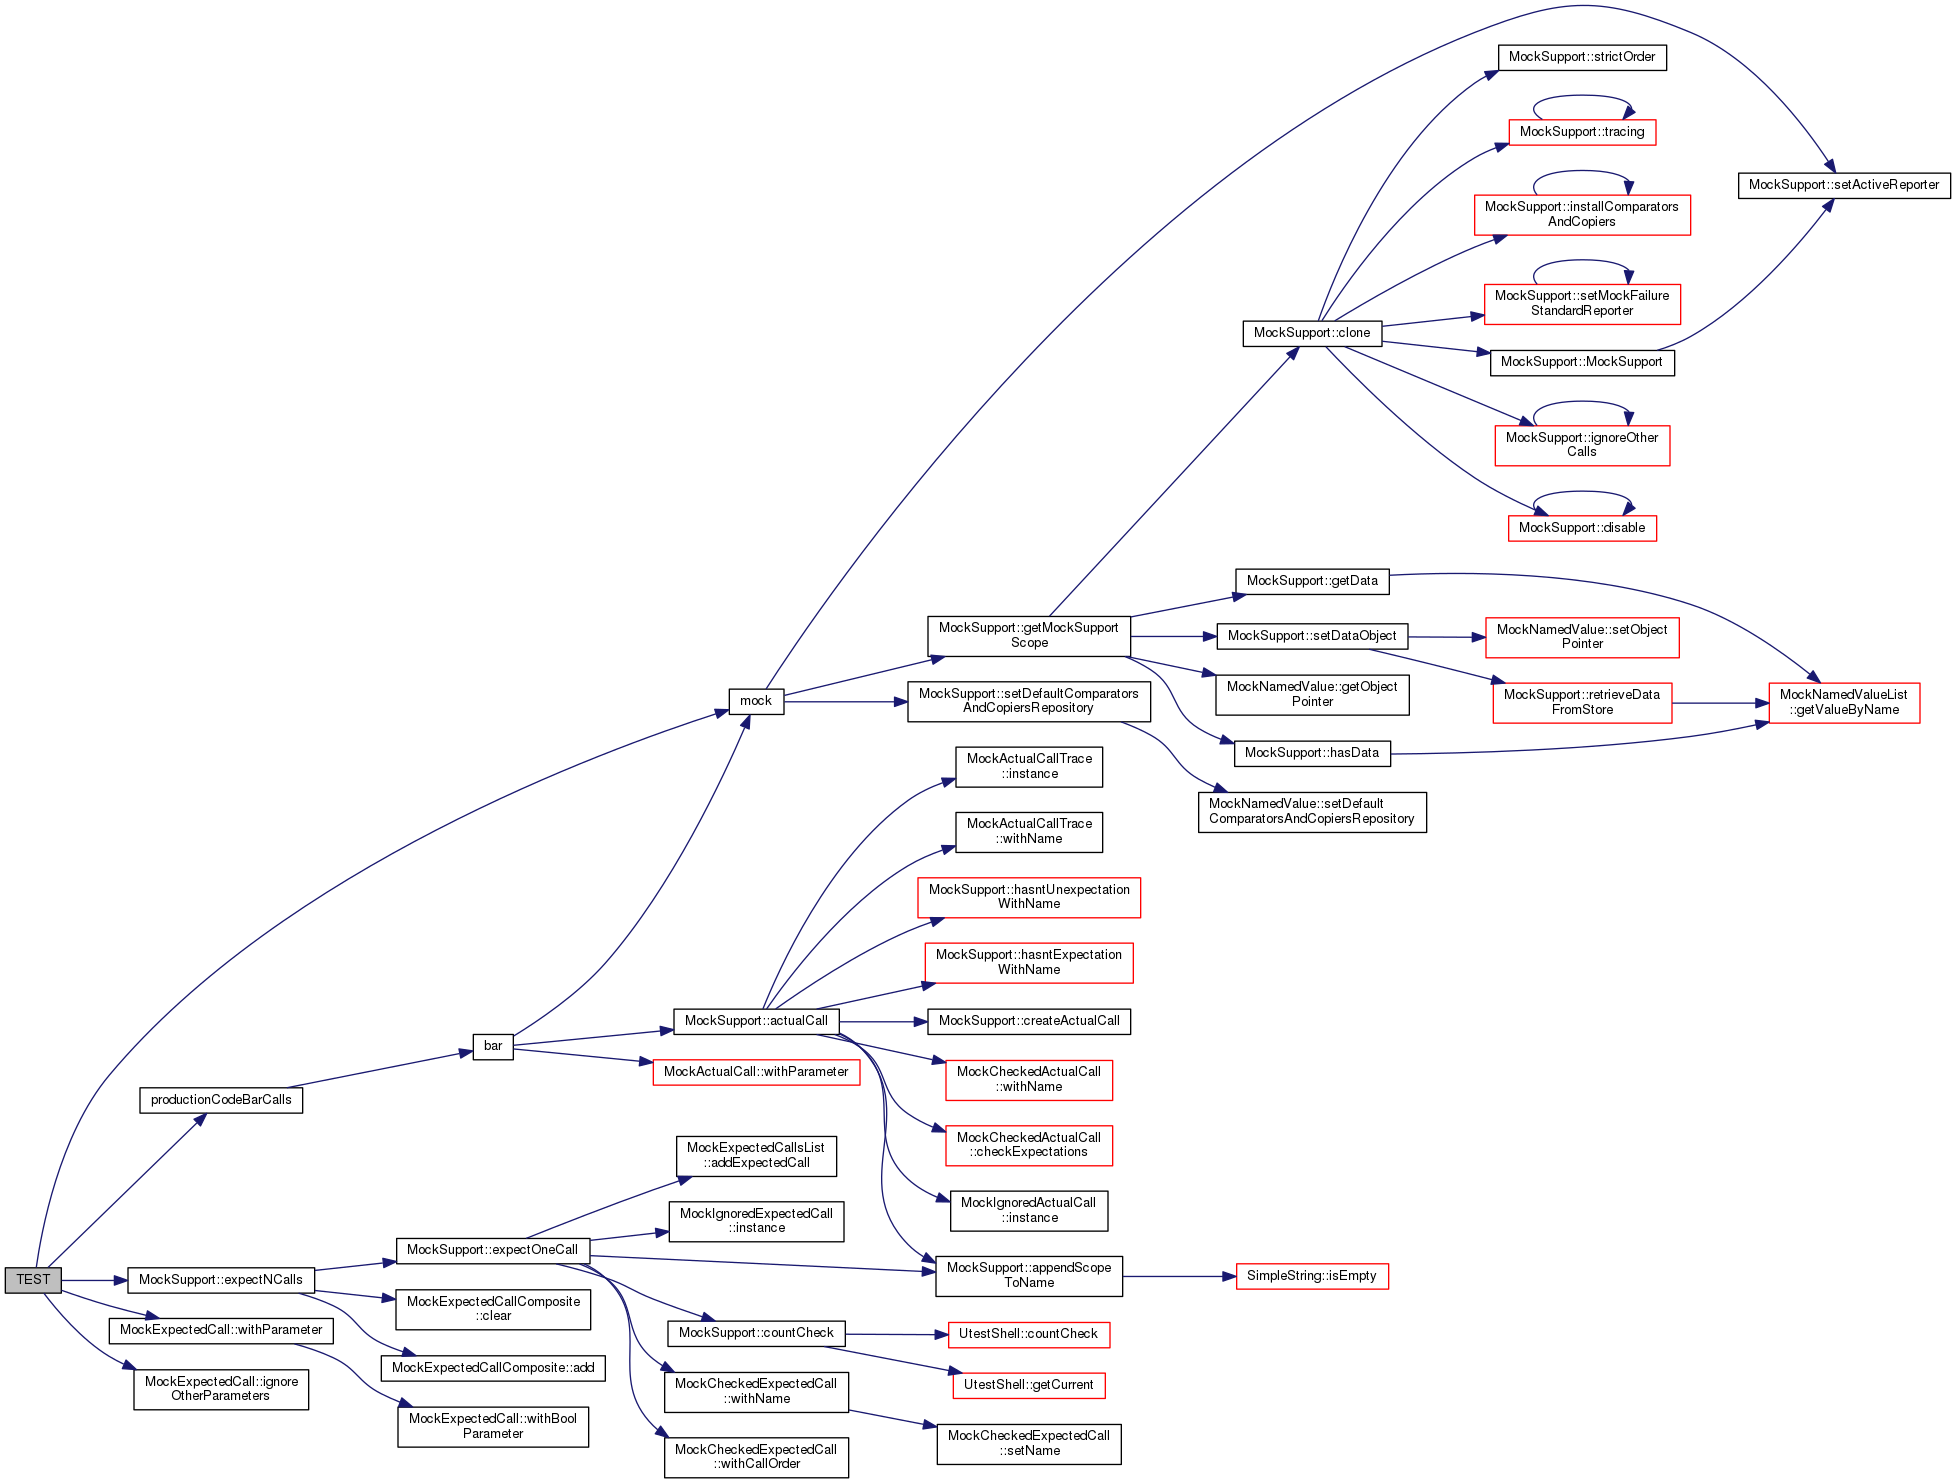 MockSupport::strictOrder
MockSupport::tracing
MockSupport::setActiveReporter
MockSupport::installComparators
AndCopiers
MockSupport::setMockFailure
StandardReporter
MockSupport::clone
MockSupport::MockSupport
MockSupport::ignoreOther
Calls
MockSupport::disable
MockSupport::getData
MockSupport::getMockSupport
Scope
MockSupport::setDataObject
MockNamedValue::setObject
Pointer
MockNamedValue::getObject
Pointer
MockSupport::retrieveData
FromStore
MockNamedValueList
::getValueByName
mock
MockSupport::setDefaultComparators
AndCopiersRepository
MockSupport::hasData
MockActualCallTrace
::instance
MockNamedValue::setDefault
ComparatorsAndCopiersRepository
MockActualCallTrace
::withName
MockSupport::hasntUnexpectation
WithName
MockSupport::hasntExpectation
WithName
MockSupport::actualCall
MockSupport::createActualCall
bar
MockActualCall::withParameter
MockCheckedActualCall
::withName
productionCodeBarCalls
MockCheckedActualCall
::checkExpectations
MockExpectedCallsList
::addExpectedCall
MockIgnoredActualCall
::instance
MockIgnoredExpectedCall
::instance
MockSupport::expectOneCall
MockSupport::appendScope
ToName
SimpleString::isEmpty
TEST
MockSupport::expectNCalls
MockExpectedCallComposite
::clear
MockExpectedCall::withParameter
MockSupport::countCheck
UtestShell::countCheck
MockExpectedCallComposite::add
MockExpectedCall::ignore
OtherParameters
MockCheckedExpectedCall
::withName
UtestShell::getCurrent
MockExpectedCall::withBool
Parameter
MockCheckedExpectedCall
::setName
MockCheckedExpectedCall
::withCallOrder